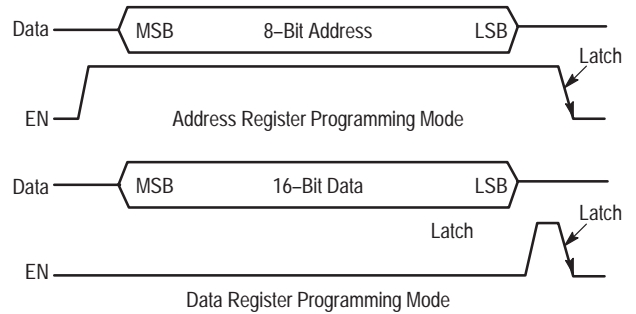 Data MSB 8–Bit Address LSB
Latch
EN
Address Register Programming Mode
Data MSB 16–Bit Data LSB
Latch
Latch
EN
Data Register Programming Mode